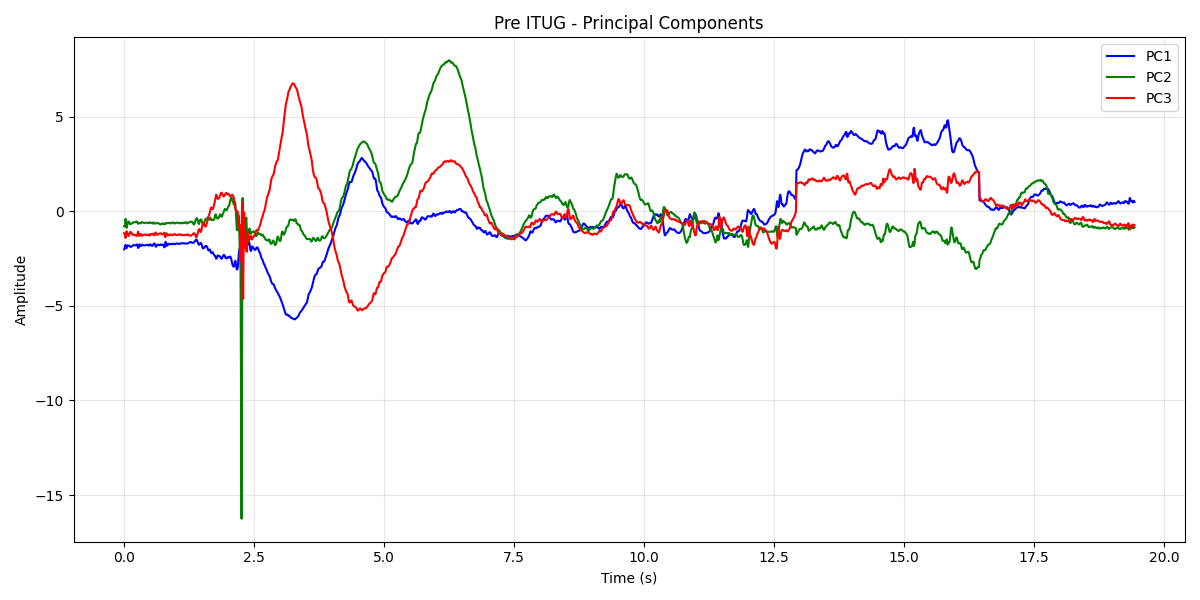 Pre ITUG - Principal Components
PC1
PC2
PC3
Amplitude
5
0
−5
−10
−15
0.0 2.5 5.0 7.5 10.0 12.5 15.0 17.5 20.0
Time (s)